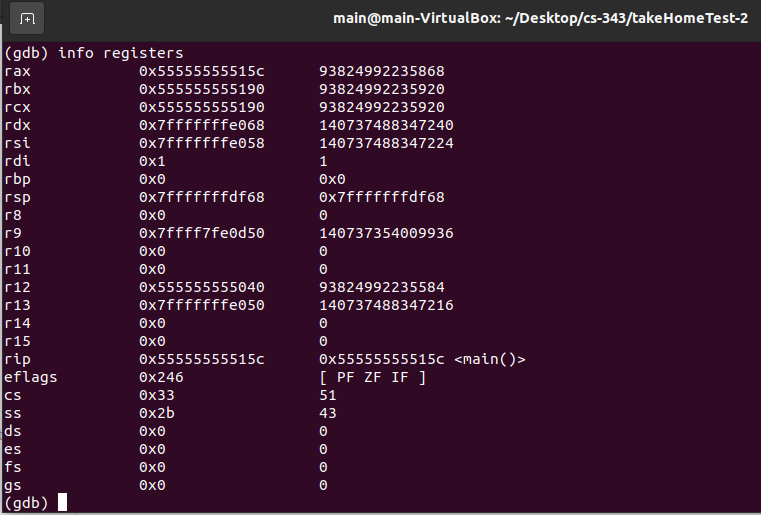 main@main-VirtualBox: ~/Desktop/cs-343/takeHomeTest-2
(gdb) info registers
rax 0x55555555515c 93824992235868
rbx 0x555555555190 93824992235920
rcx 0x555555555190 93824992235920
rdx 0x7fffffffe068 140737488347240
rsi 0x7fffffffe058 140737488347224
rdi 0x1 1
rbp 0x0 0x0
rsp 0x7fffffffdf68 0x7fffffffdf68
r8 0x0 0
r9 0x7ffff7fe0d50 140737354009936
r10 0x0 0
r11 0x0 0
r12 0x555555555040 93824992235584
r13 0x7fffffffe050 140737488347216
r14 0x0 0
r15 0x0 0
rip 0x55555555515c 0x55555555515c <main()>
eflags 0x246 [ PF ZF IF ]
cs 0x33 51
ss 0x2b 43
ds 0x0 0
es 0x0 0
fs 0x0 0
gs 0x0 0
(gdb)